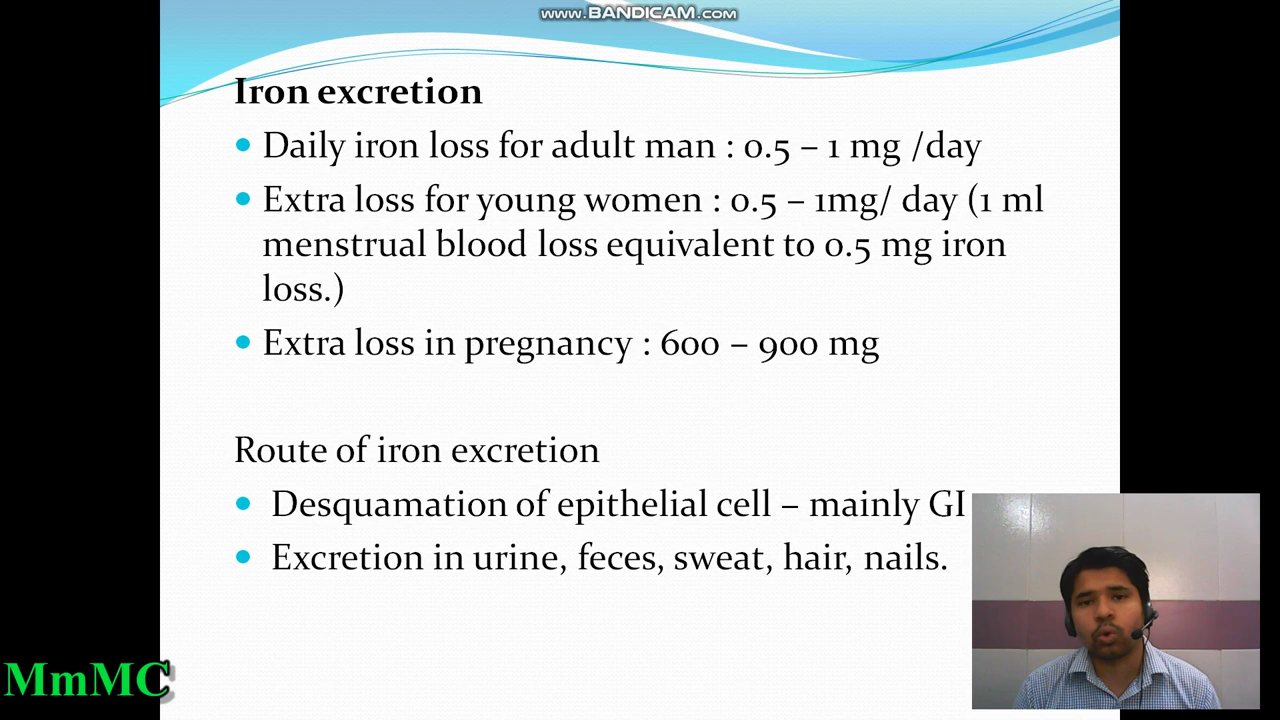 www.BANDICAM.com
Iron excretion
• Daily iron loss for adult man : 0.5 – 1 mg /day
• Extra loss for young women : 0.5 – 1mg/ day (1 ml
menstrual blood loss equivalent to 0.5 mg iron
loss.)
• Extra loss in pregnancy : 600 – 900 mg
Route of iron excretion
• Desquamation of epithelial cell – mainly GI
• Excretion in urine, feces, sweat, hair, nails.
MmMC